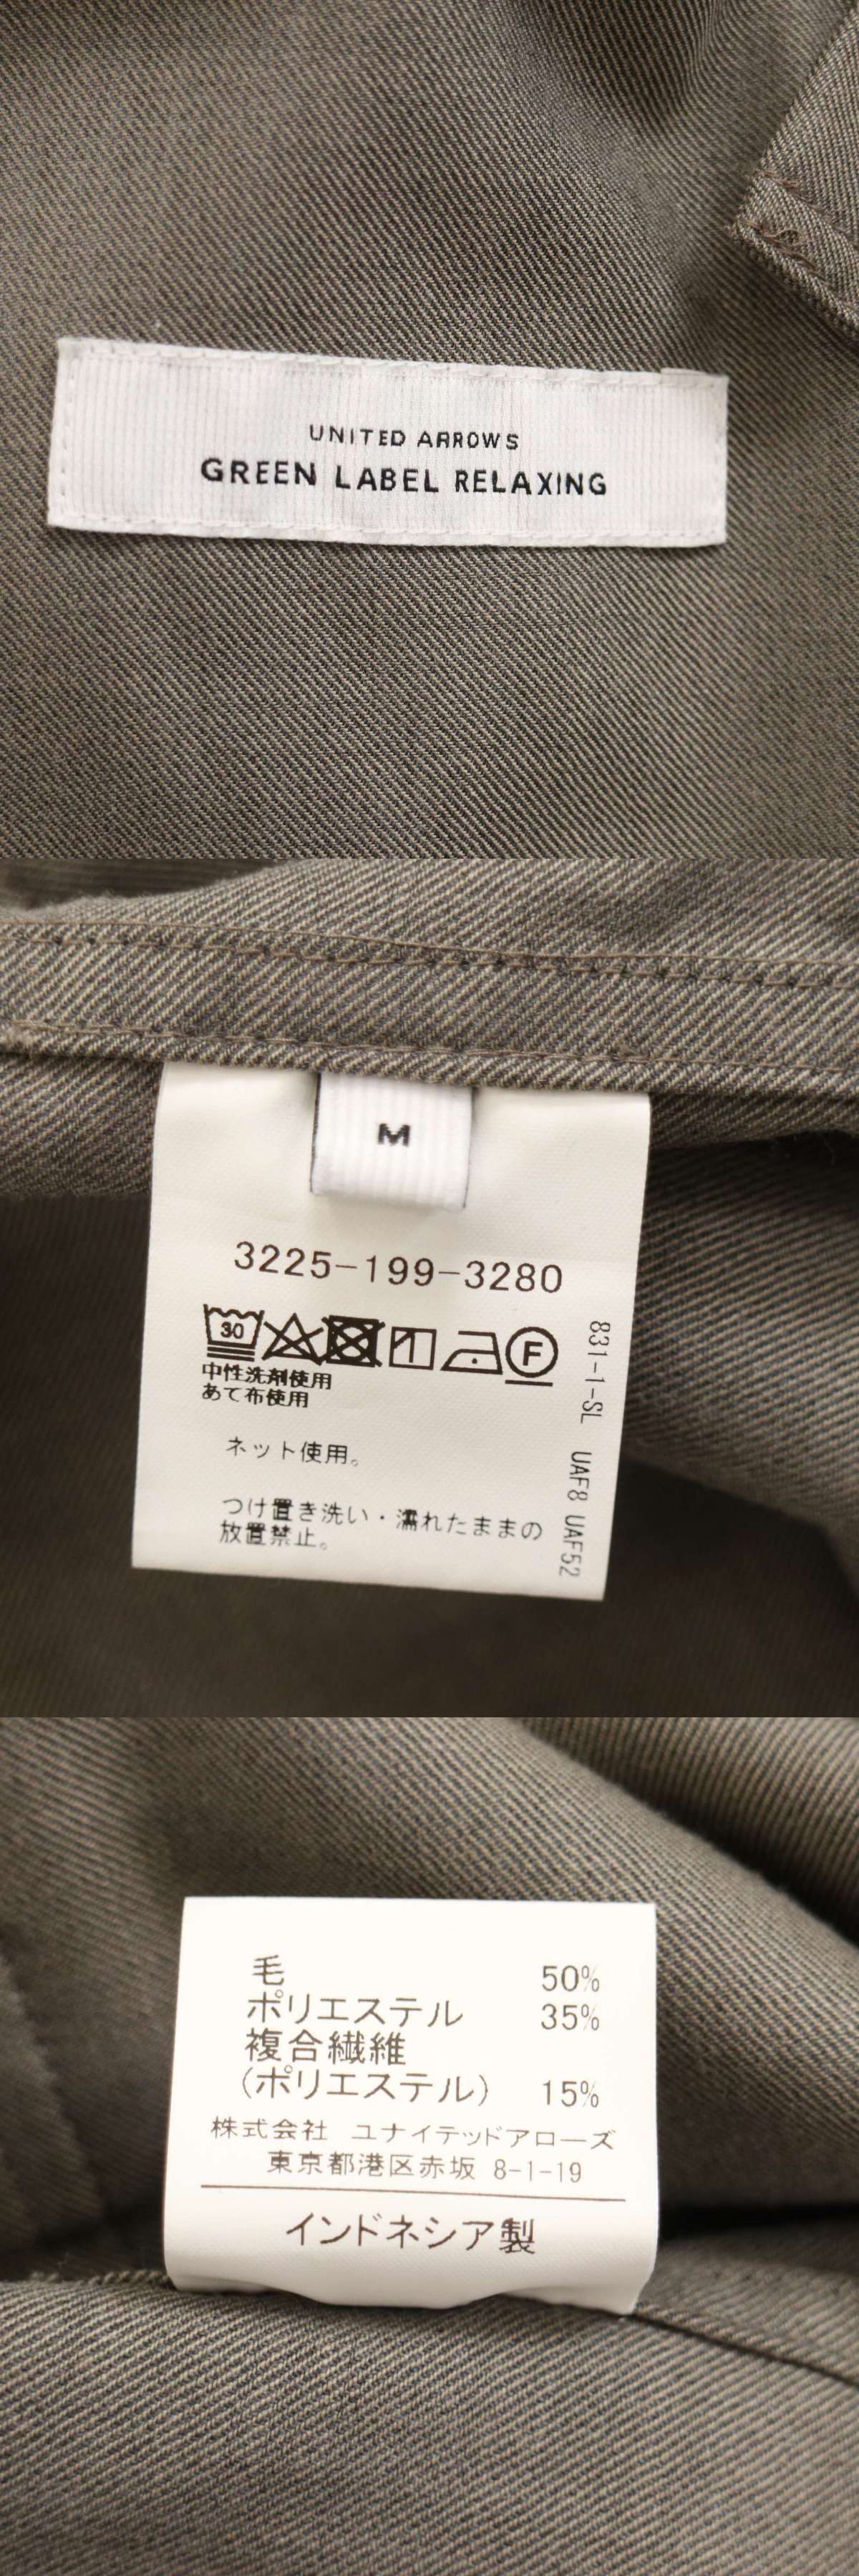 UNITED ARROWS
GREEN LABEL RELAXING
M
3225-199-3280
30
F
中性洗剤使用
あて布使用
ネット使用。
つけ置き洗い・濡れたままの
放置禁止。
831-1-SL UAF8 UAF52
毛 50%
ポリエステル 35%
複合繊維
(ポリエステル) 15%
株式会社 ユナイテッドアローズ
東京都港区赤坂 8-1-19
インドネシア製